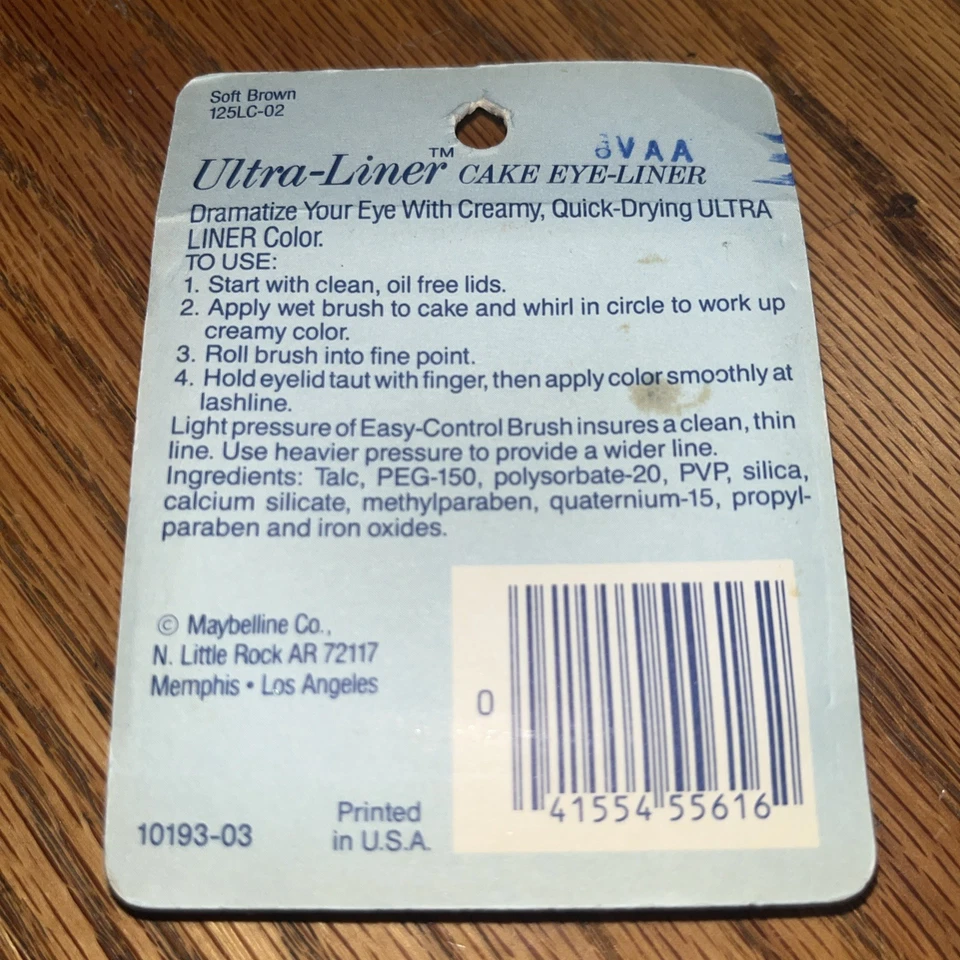 Soft Brown
125LC-02
VAA
Ultra-Liner™ CAKE EYE-LINER
Dramatize Your Eye With Creamy, Quick-Drying ULTRA
LINER Color.
TO USE:
1. Start with clean, oil free lids.
2. Apply wet brush to cake and whirl in circle to work up
creamy color.
3. Roll brush into fine point.
4. Hold eyelid taut with finger, then apply color smoothly at
lashline.
Light pressure of Easy-Control Brush insures a clean, thin
line. Use heavier pressure to provide a wider line.
Ingredients: Talc, PEG-150, polysorbate-20, PVP, silica,
calcium silicate, methylparaben, quaternium-15, propyl-
paraben and iron oxides.
© Maybelline Co.,
N. Little Rock AR 72117
Memphis • Los Angeles
10193-03
Printed
in U.S.A.
0 41554 55616